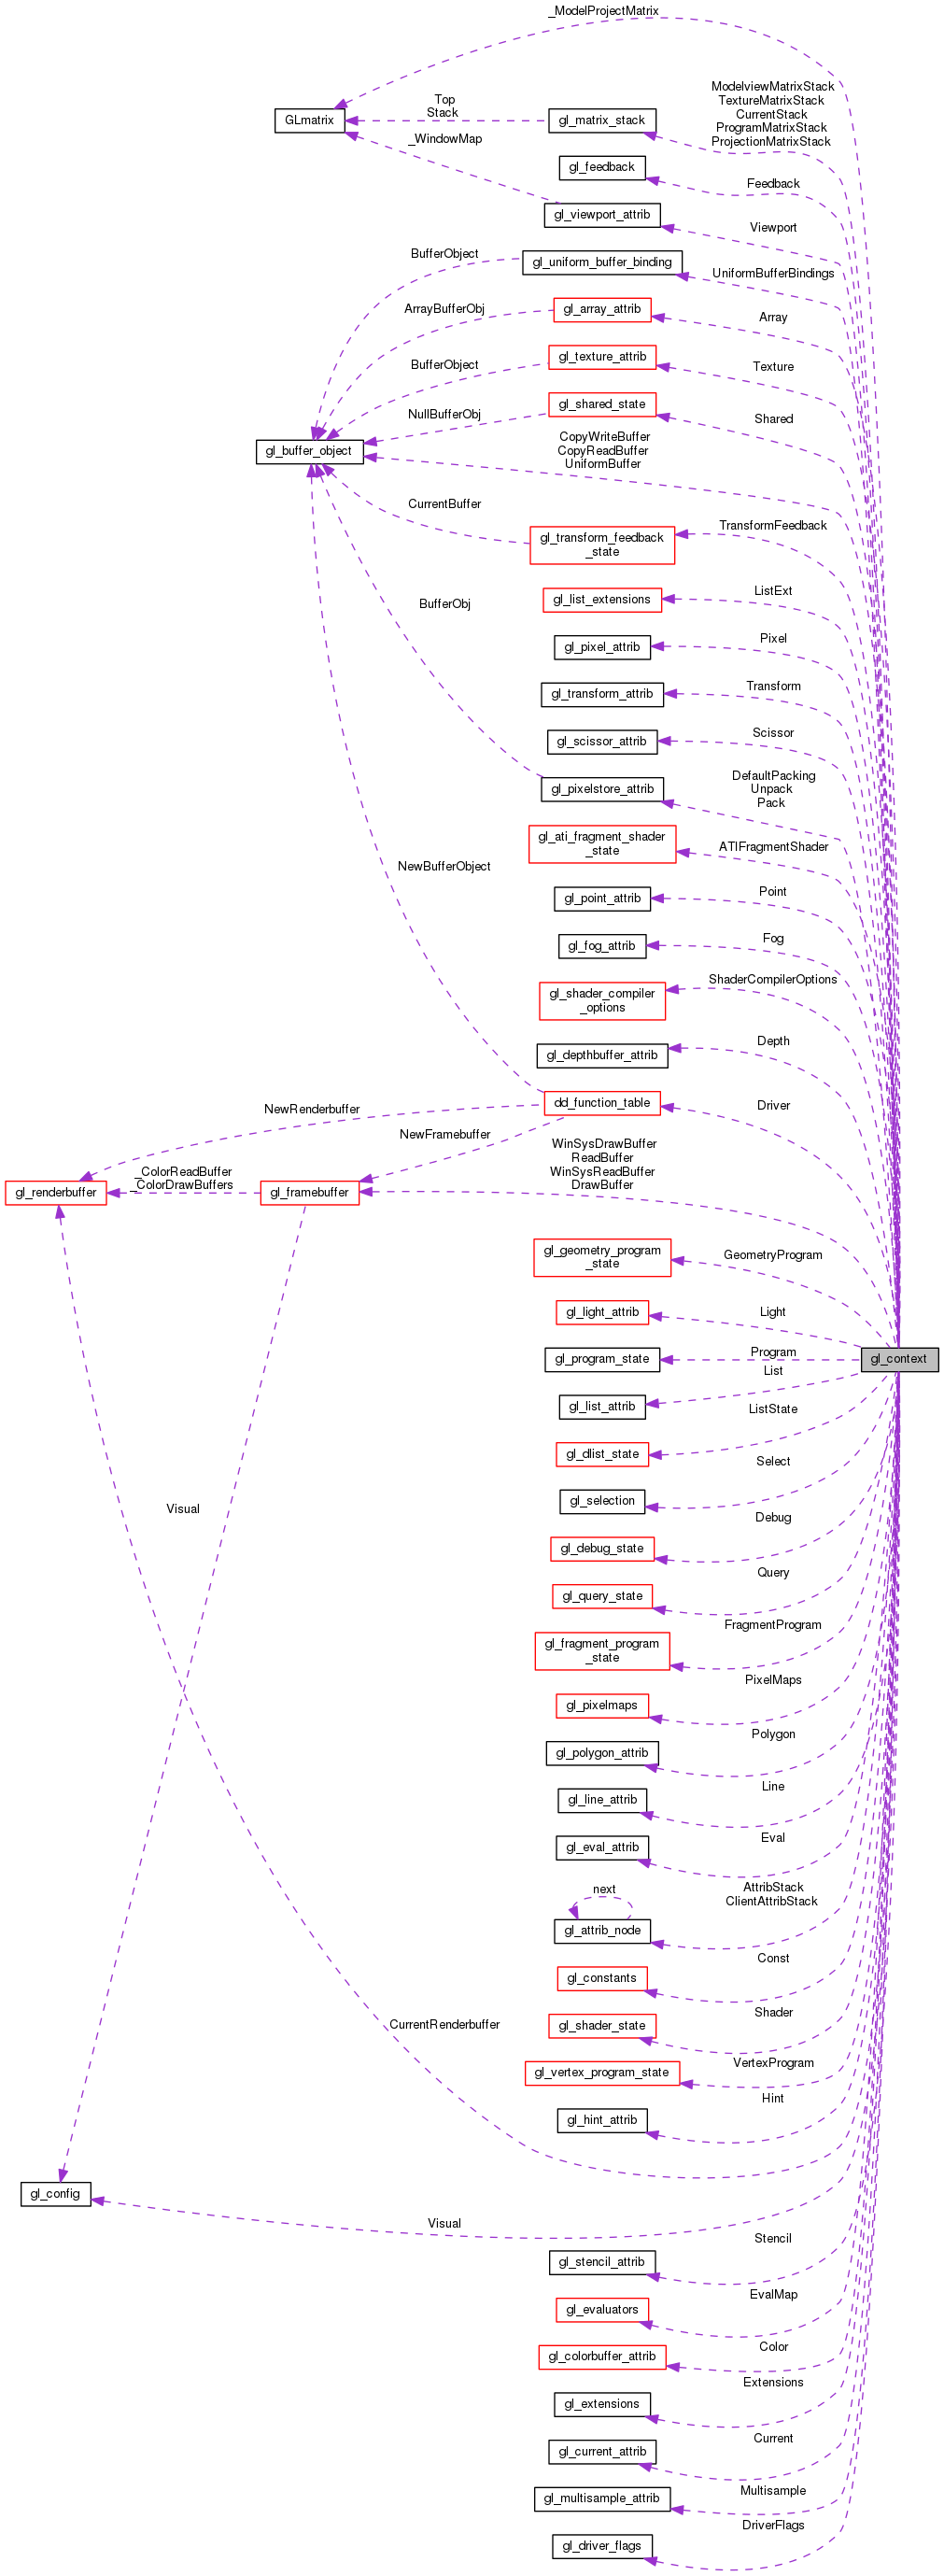 _ModelProjectMatrix
ModelviewMatrixStack
TextureMatrixStack
CurrentStack
ProgramMatrixStack
ProjectionMatrixStack
Top
Stack
GLmatrix
gl_matrix_stack
_WindowMap
gl_feedback
Feedback
gl_viewport_attrib
Viewport
BufferObject
gl_uniform_buffer_binding
UniformBufferBindings
ArrayBufferObj
gl_array_attrib
Array
BufferObject
gl_texture_attrib
Texture
NullBufferObj
gl_shared_state
Shared
gl_buffer_object
CopyWriteBuffer
CopyReadBuffer
UniformBuffer
CurrentBuffer
gl_transform_feedback
_state
TransformFeedback
BufferObj
gl_list_extensions
ListExt
gl_pixel_attrib
Pixel
gl_transform_attrib
Transform
gl_scissor_attrib
Scissor
gl_pixelstore_attrib
DefaultPacking
Unpack
Pack
gl_ati_fragment_shader
_state
ATIFragmentShader
NewBufferObject
gl_point_attrib
Point
gl_fog_attrib
Fog
gl_shader_compiler
_options
ShaderCompilerOptions
gl_depthbuffer_attrib
Depth
dd_function_table
Driver
NewRenderbuffer
NewFramebuffer
WinSysDrawBuffer
ReadBuffer
WinSysReadBuffer
DrawBuffer
gl_renderbuffer
_ColorReadBuffer
_ColorDrawBuffers
gl_framebuffer
gl_geometry_program
_state
GeometryProgram
gl_light_attrib
Light
gl_context
gl_program_state
Program
gl_list_attrib
List
gl_dlist_state
ListState
gl_selection
Select
Visual
gl_debug_state
Debug
gl_query_state
Query
gl_fragment_program
_state
FragmentProgram
gl_pixelmaps
PixelMaps
gl_polygon_attrib
Polygon
gl_line_attrib
Line
gl_eval_attrib
Eval
next
gl_attrib_node
AttribStack
ClientAttribStack
gl_constants
Const
CurrentRenderbuffer
gl_shader_state
Shader
gl_vertex_program_state
VertexProgram
gl_hint_attrib
Hint
gl_config
Visual
gl_stencil_attrib
Stencil
gl_evaluators
EvalMap
gl_colorbuffer_attrib
Color
gl_extensions
Extensions
gl_current_attrib
Current
gl_multisample_attrib
Multisample
gl_driver_flags
DriverFlags